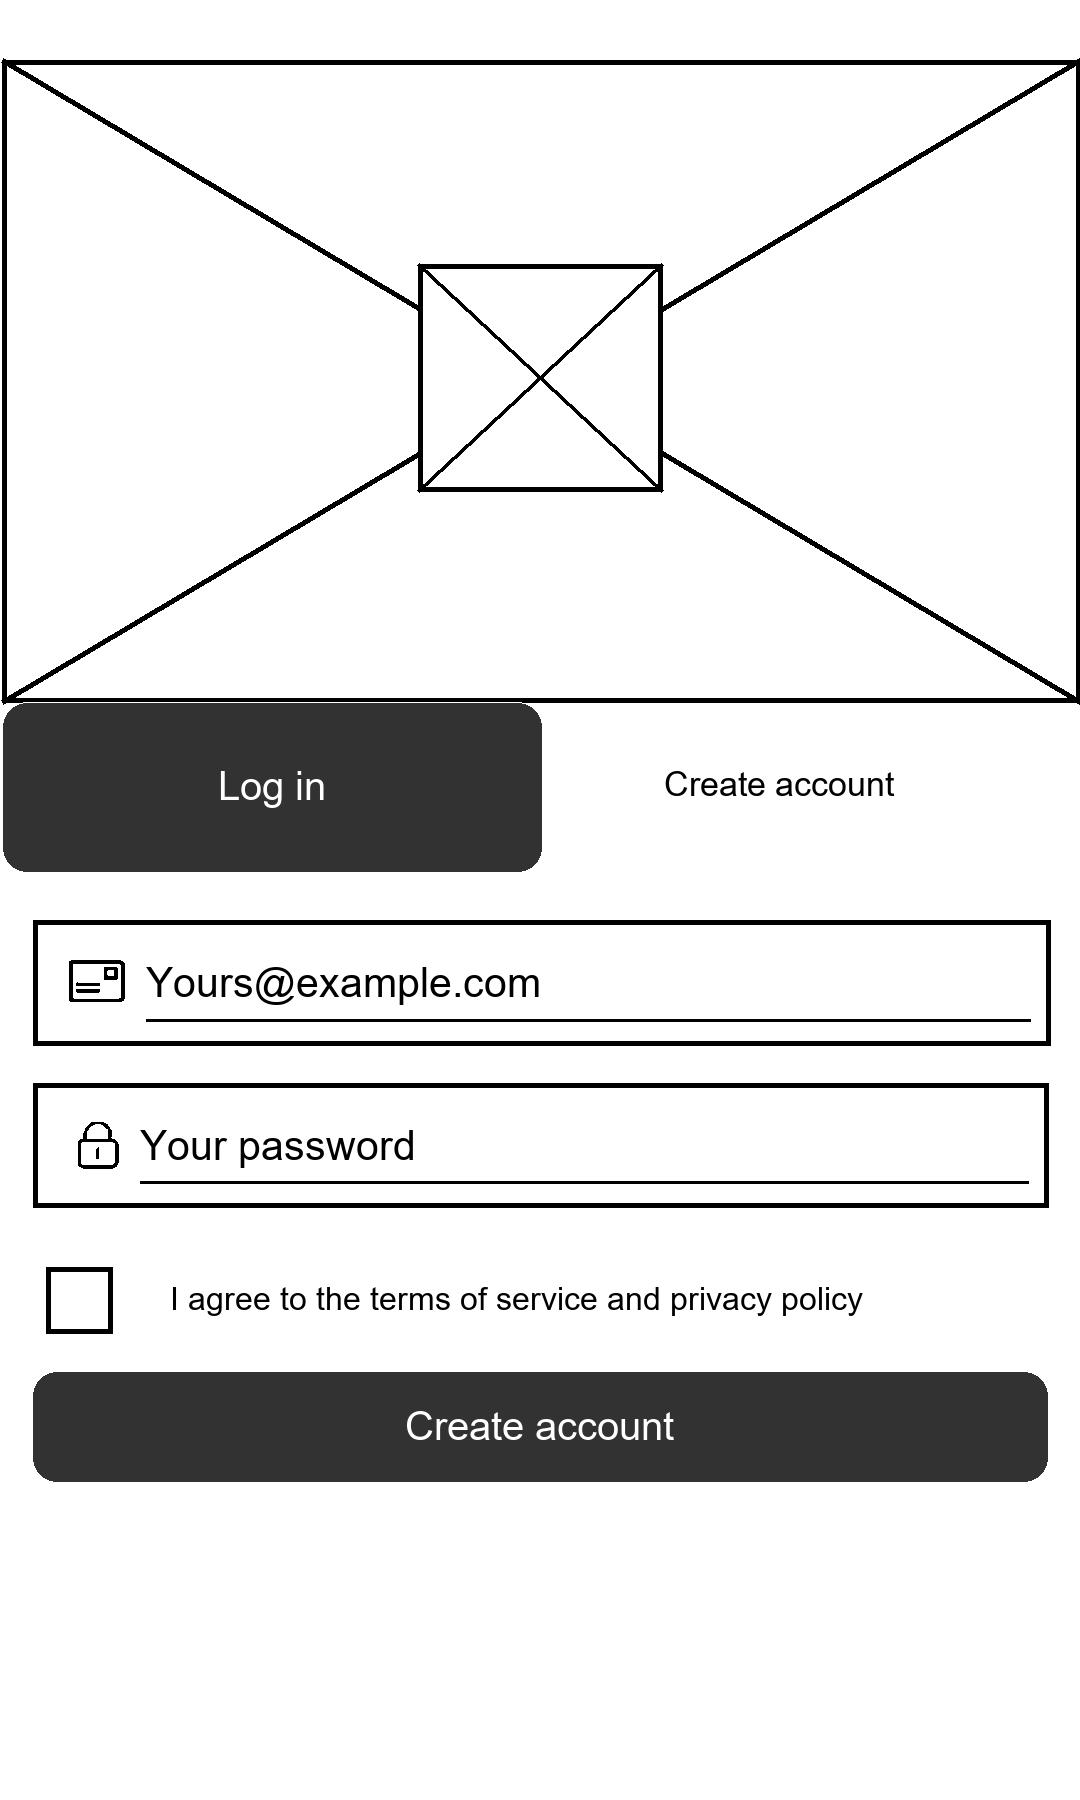 Log in
Create account
Yours@example.com
Your password
I agree to the terms of service and privacy policy
Create account